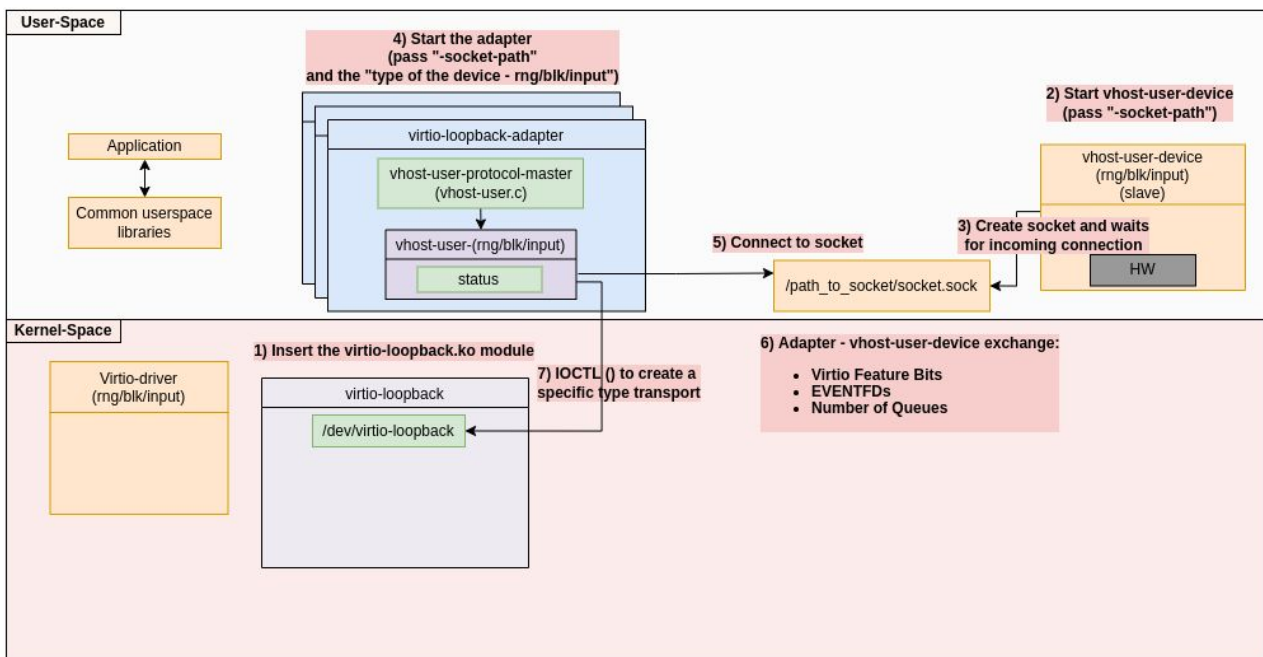 User-Space
4) Start the adapter
(pass "-socket-path"
and the "type of the device - rng/blk/input")
2) Start vhost-user-device
(pass "-socket-path")
virtio-loopback-adapter
Application
vhost-user-device
(rng/blk/input)
(slave)
vhost-user-protocol-master
(vhost-user.c)
Common userspace
libraries
3) Create socket and waits
for incoming connection
5) Connect to socket
vhost-user-(rng/blk/input)
HW
status
/path_to_socket/socket.sock
Kernel-Space
1) Insert the virtio-loopback.ko module
6) Adapter - vhost-user-device exchange:
• Virtio Feature Bits
• EVENTFDs
• Number of Queues
Virtio-driver
(rng/blk/input)
7) IOCTL () to create a
specific type transport
virtio-loopback
/dev/virtio-loopback